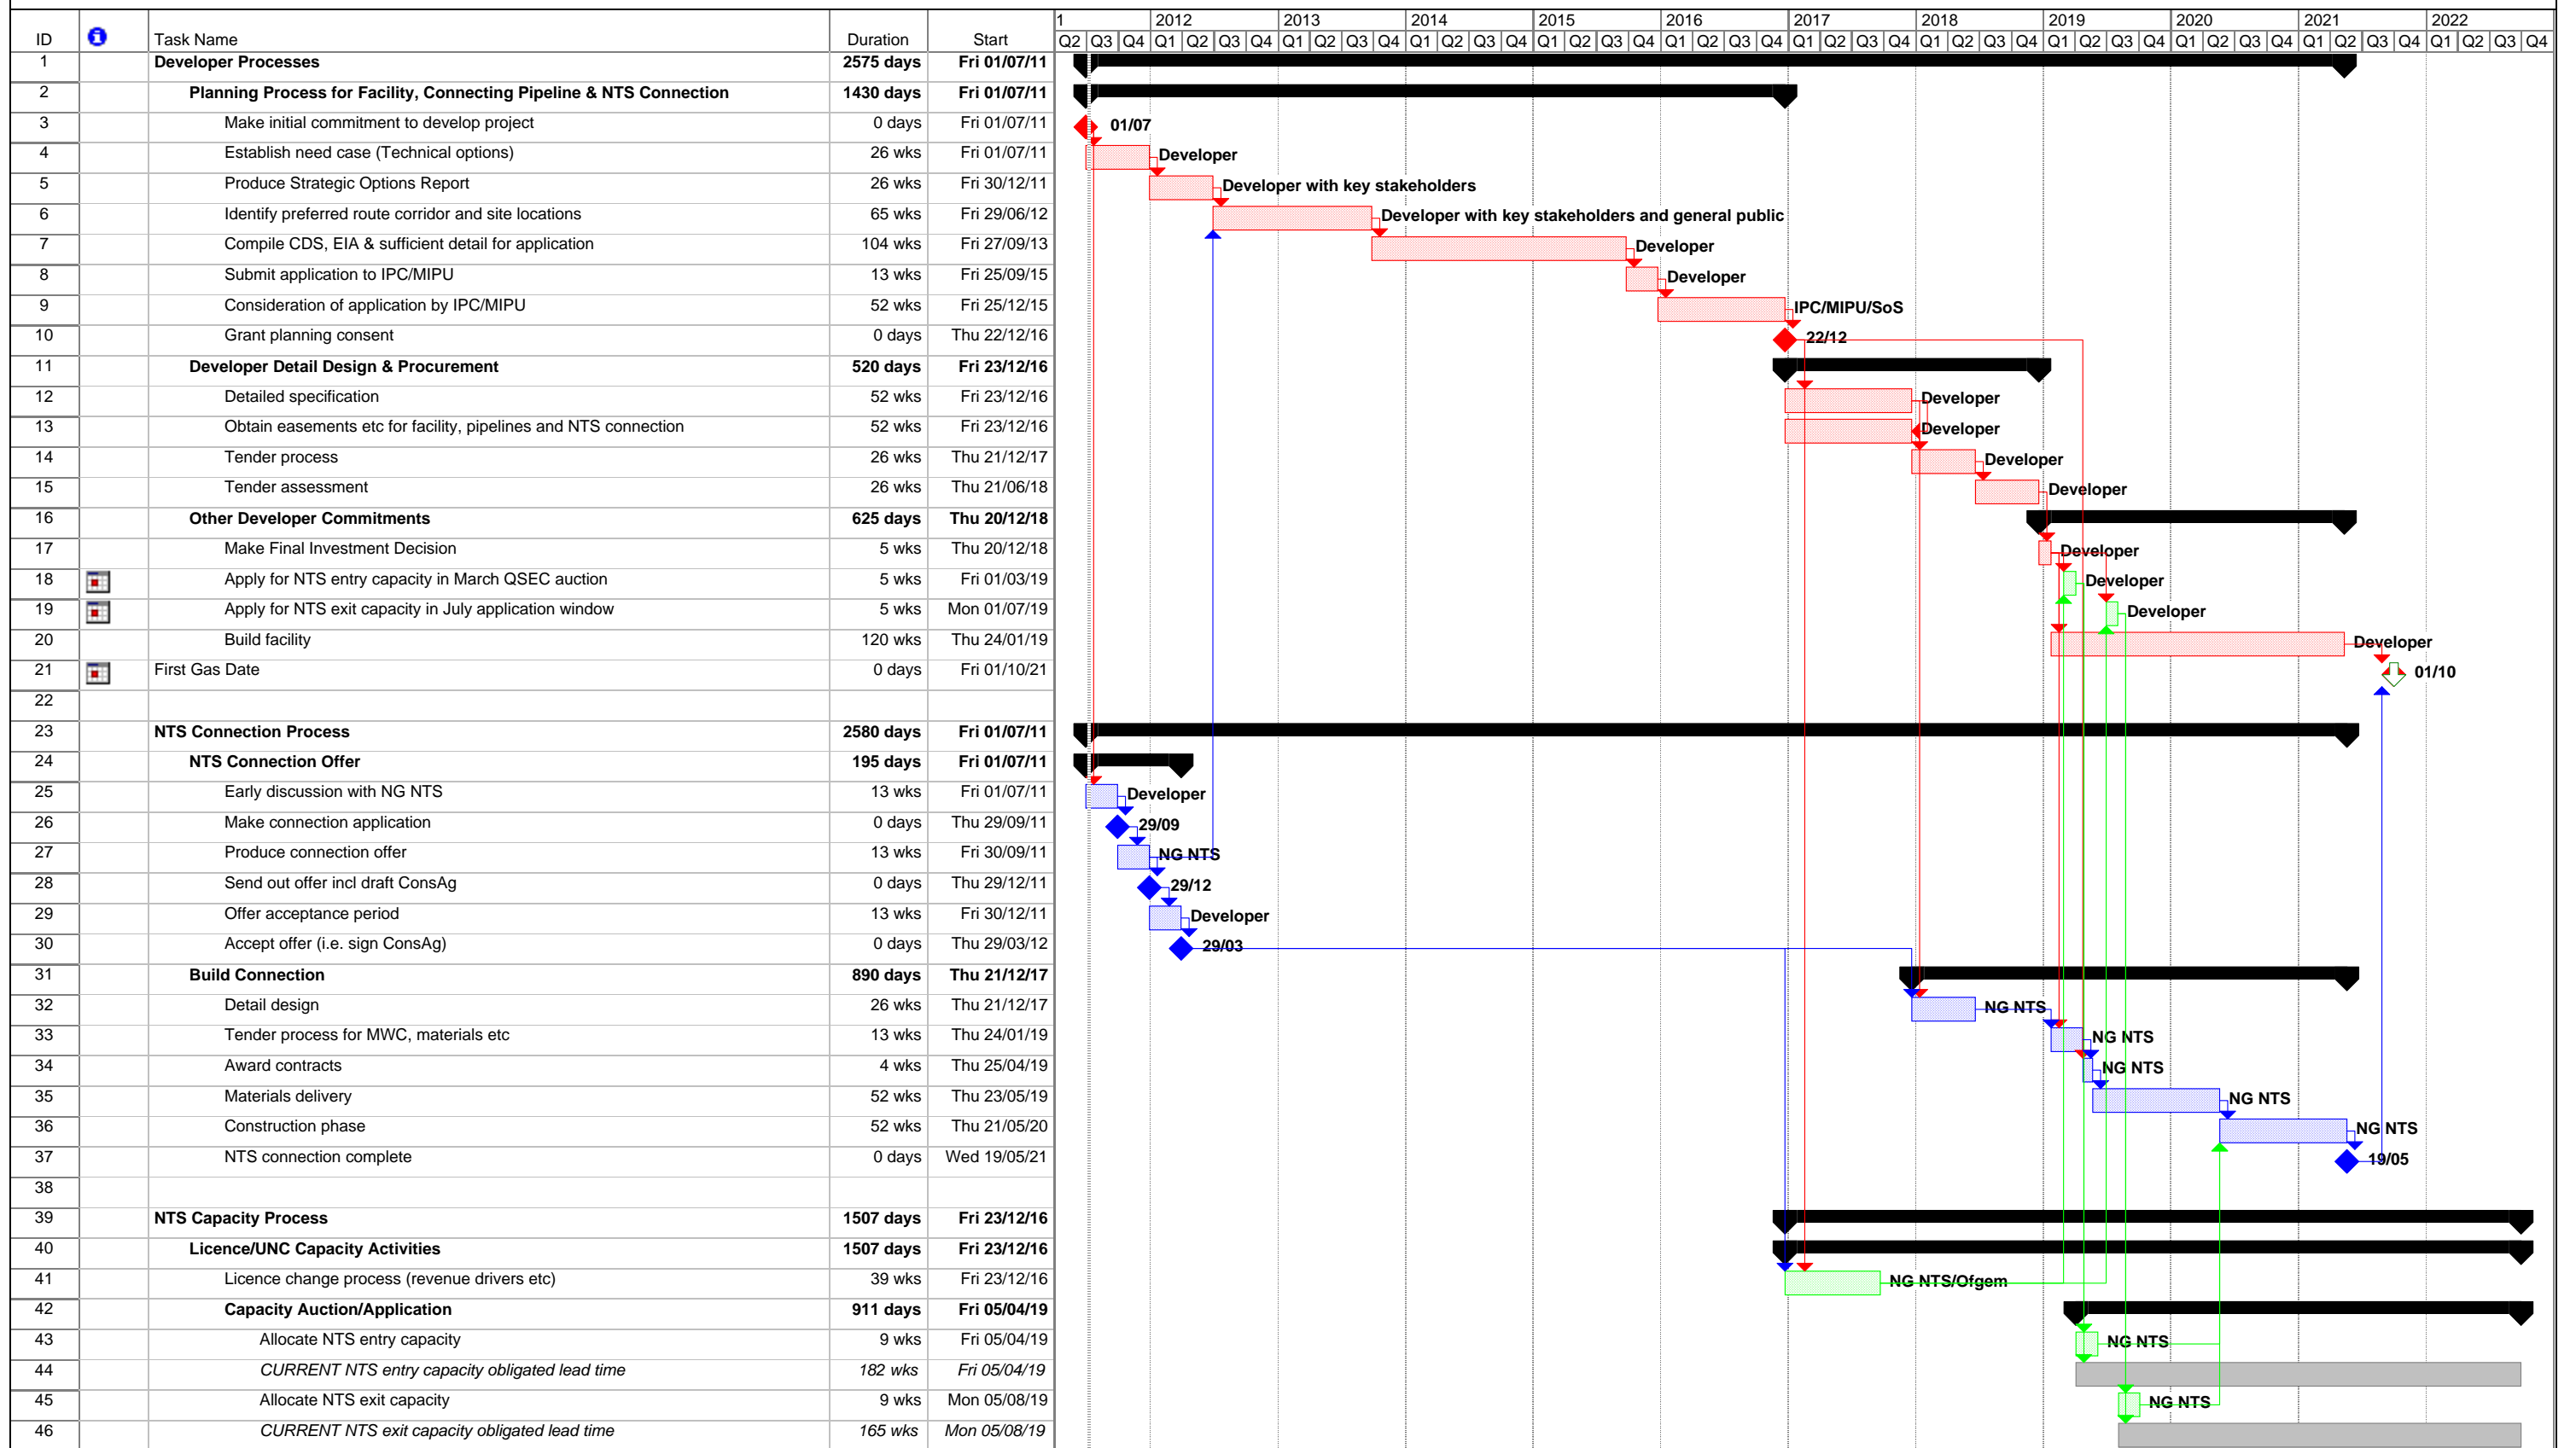 1 2012 2013 2014 2015 2016 2017 2018 2019 2020 2021 2022
ID i Task Name Duration Start Q2 Q3 Q4 Q1 Q2 Q3 Q4 Q1 Q2 Q3 Q4 Q1 Q2 Q3 Q4 Q1 Q2 Q3 Q4 Q1 Q2 Q3 Q4 Q1 Q2 Q3 Q4 Q1 Q2 Q3 Q4 Q1 Q2 Q3 Q4 Q1 Q2 Q3 Q4 Q1 Q2 Q3 Q4 Q1 Q2 Q3 Q4
1 Developer Processes 2575 days Fri 01/07/11
2 Planning Process for Facility, Connecting Pipeline & NTS Connection 1430 days Fri 01/07/11
3 Make initial commitment to develop project 0 days Fri 01/07/11 01/07
4 Establish need case (Technical options) 26 wks Fri 01/07/11 Developer
5 Produce Strategic Options Report 26 wks Fri 30/12/11 Developer with key stakeholders
6 Identify preferred route corridor and site locations 65 wks Fri 29/06/12 Developer with key stakeholders and general public
7 Compile CDS, EIA & sufficient detail for application 104 wks Fri 27/09/13 Developer
8 Submit application to IPC/MIPU 13 wks Fri 25/09/15 Developer
9 Consideration of application by IPC/MIPU 52 wks Fri 25/12/15 IPC/MIPU/SoS
10 Grant planning consent 0 days Thu 22/12/16 22/12
11 Developer Detail Design & Procurement 520 days Fri 23/12/16
12 Detailed specification 52 wks Fri 23/12/16 Developer
13 Obtain easements etc for facility, pipelines and NTS connection 52 wks Fri 23/12/16 Developer
14 Tender process 26 wks Thu 21/12/17 Developer
15 Tender assessment 26 wks Thu 21/06/18 Developer
16 Other Developer Commitments 625 days Thu 20/12/18
17 Make Final Investment Decision 5 wks Thu 20/12/18 Developer
18 Apply for NTS entry capacity in March QSEC auction 5 wks Fri 01/03/19 Developer
19 Apply for NTS exit capacity in July application window 5 wks Mon 01/07/19 Developer
20 Build facility 120 wks Thu 24/01/19 Developer
21 First Gas Date 0 days Fri 01/10/21 01/10
22
23 NTS Connection Process 2580 days Fri 01/07/11
24 NTS Connection Offer 195 days Fri 01/07/11
25 Early discussion with NG NTS 13 wks Fri 01/07/11 Developer
26 Make connection application 0 days Thu 29/09/11 29/09
27 Produce connection offer 13 wks Fri 30/09/11 NG NTS
28 Send out offer incl draft ConsAg 0 days Thu 29/12/11 29/12
29 Offer acceptance period 13 wks Fri 30/12/11 Developer
30 Accept offer (i.e. sign ConsAg) 0 days Thu 29/03/12 29/03
31 Build Connection 890 days Thu 21/12/17
32 Detail design 26 wks Thu 21/12/17 NG NTS
33 Tender process for MWC, materials etc 13 wks Thu 24/01/19 NG NTS
34 Award contracts 4 wks Thu 25/04/19 NG NTS
35 Materials delivery 52 wks Thu 23/05/19 NG NTS
36 Construction phase 52 wks Thu 21/05/20 NG NTS
37 NTS connection complete 0 days Wed 19/05/21 19/05
38
39 NTS Capacity Process 1507 days Fri 23/12/16
40 Licence/UNC Capacity Activities 1507 days Fri 23/12/16
41 Licence change process (revenue drivers etc) 39 wks Fri 23/12/16 NG NTS/Ofgem
42 Capacity Auction/Application 911 days Fri 05/04/19
43 Allocate NTS entry capacity 9 wks Fri 05/04/19 NG NTS
44 CURRENT NTS entry capacity obligated lead time 182 wks Fri 05/04/19
45 Allocate NTS exit capacity 9 wks Mon 05/08/19 NG NTS
46 CURRENT NTS exit capacity obligated lead time 165 wks Mon 05/08/19